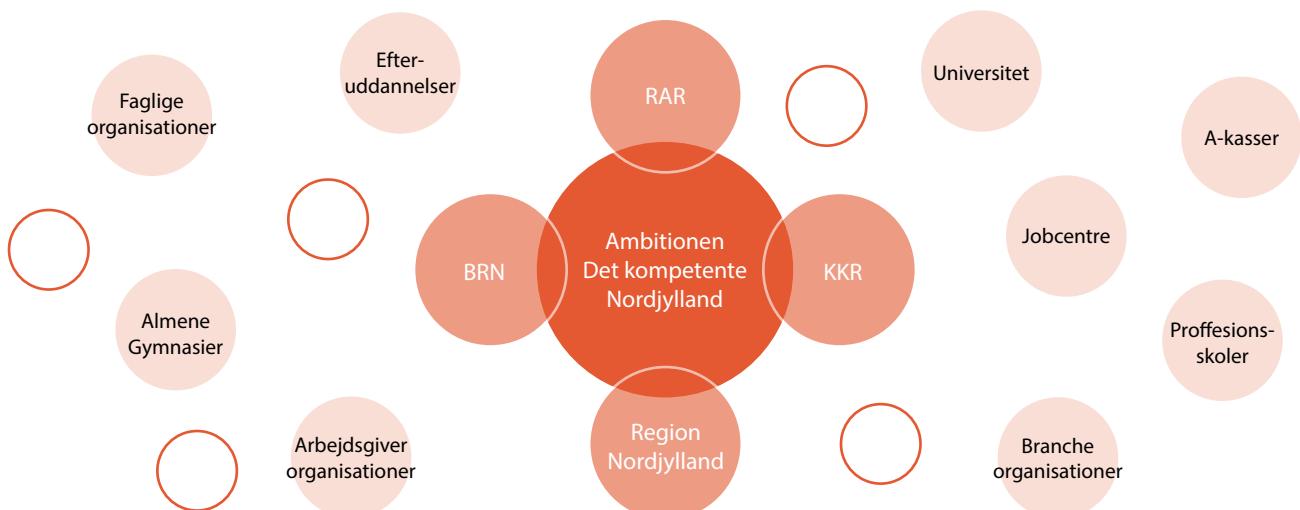 Faglige
organisationer
Efter-
uddannelser
RAR
Universitet
A-kasser
BRN
Ambitionen
Det kompetente
Nordjylland
KKR
Jobcentre
Almene
Gymnasier
Proffesions-
skoler
Arbejdsgiver
organisationer
Region
Nordjylland
Branche
organisationer